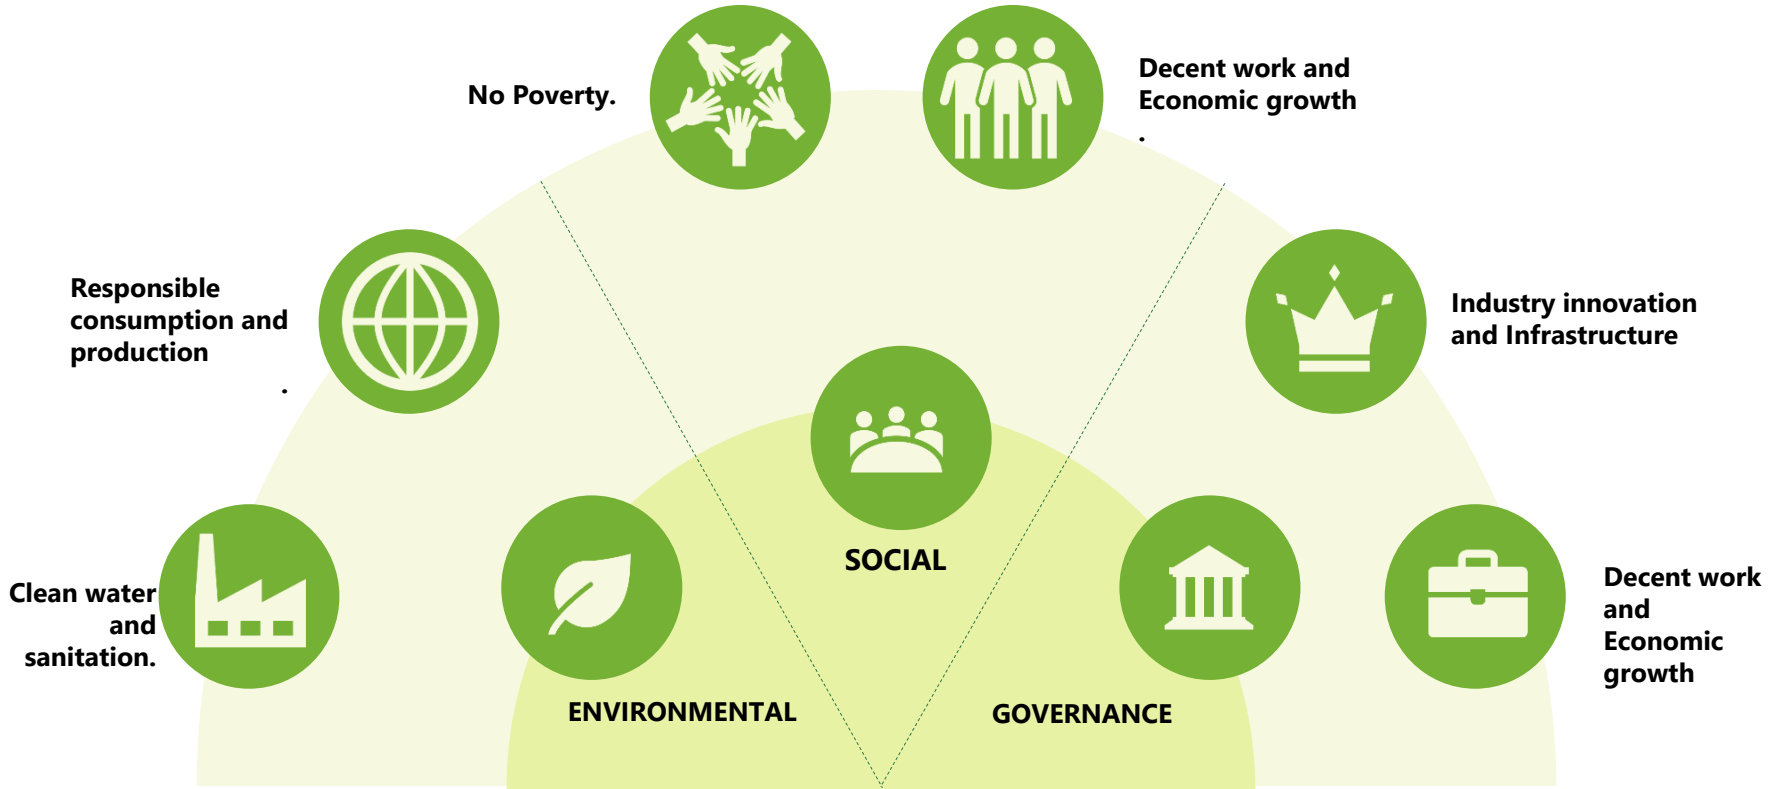 No Poverty.
Decent work and
Economic growth
.
Responsible
consumption and
production
.
Industry innovation
and Infrastructure
SOCIAL
Clean water
and
sanitation.
Decent work
and
Economic
growth
ENVIRONMENTAL
GOVERNANCE